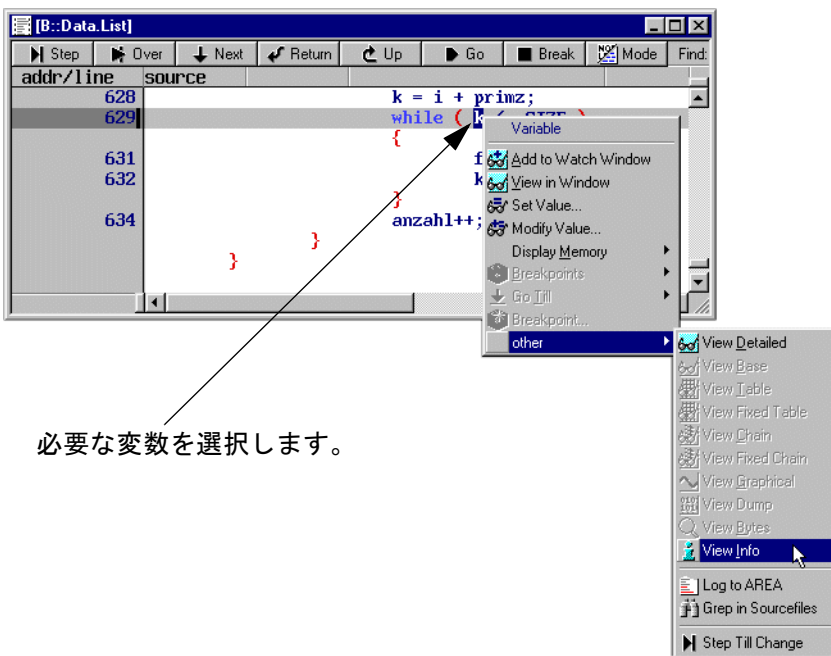 [B::Data.List]
Step Over Next Return Up Go Break Mode Find:
addr/line source
628 k = i + primz;
629 while ( k SIZE )
{
631 f
632 k
}
634 anzahl++;
}
}
Variable
Add to Watch Window
View in Window
Set Value...
Modify Value...
Display Memory
Breakpoints
Go Till
Breakpoint...
other
View Detailed
View Base
View Table
View Fixed Table
View Chain
View Fixed Chain
View Graphical
View Dump
View Bytes
View Info
Log to AREA
Grep in Sourcefiles
Step Till Change
必要な変数を選択します。